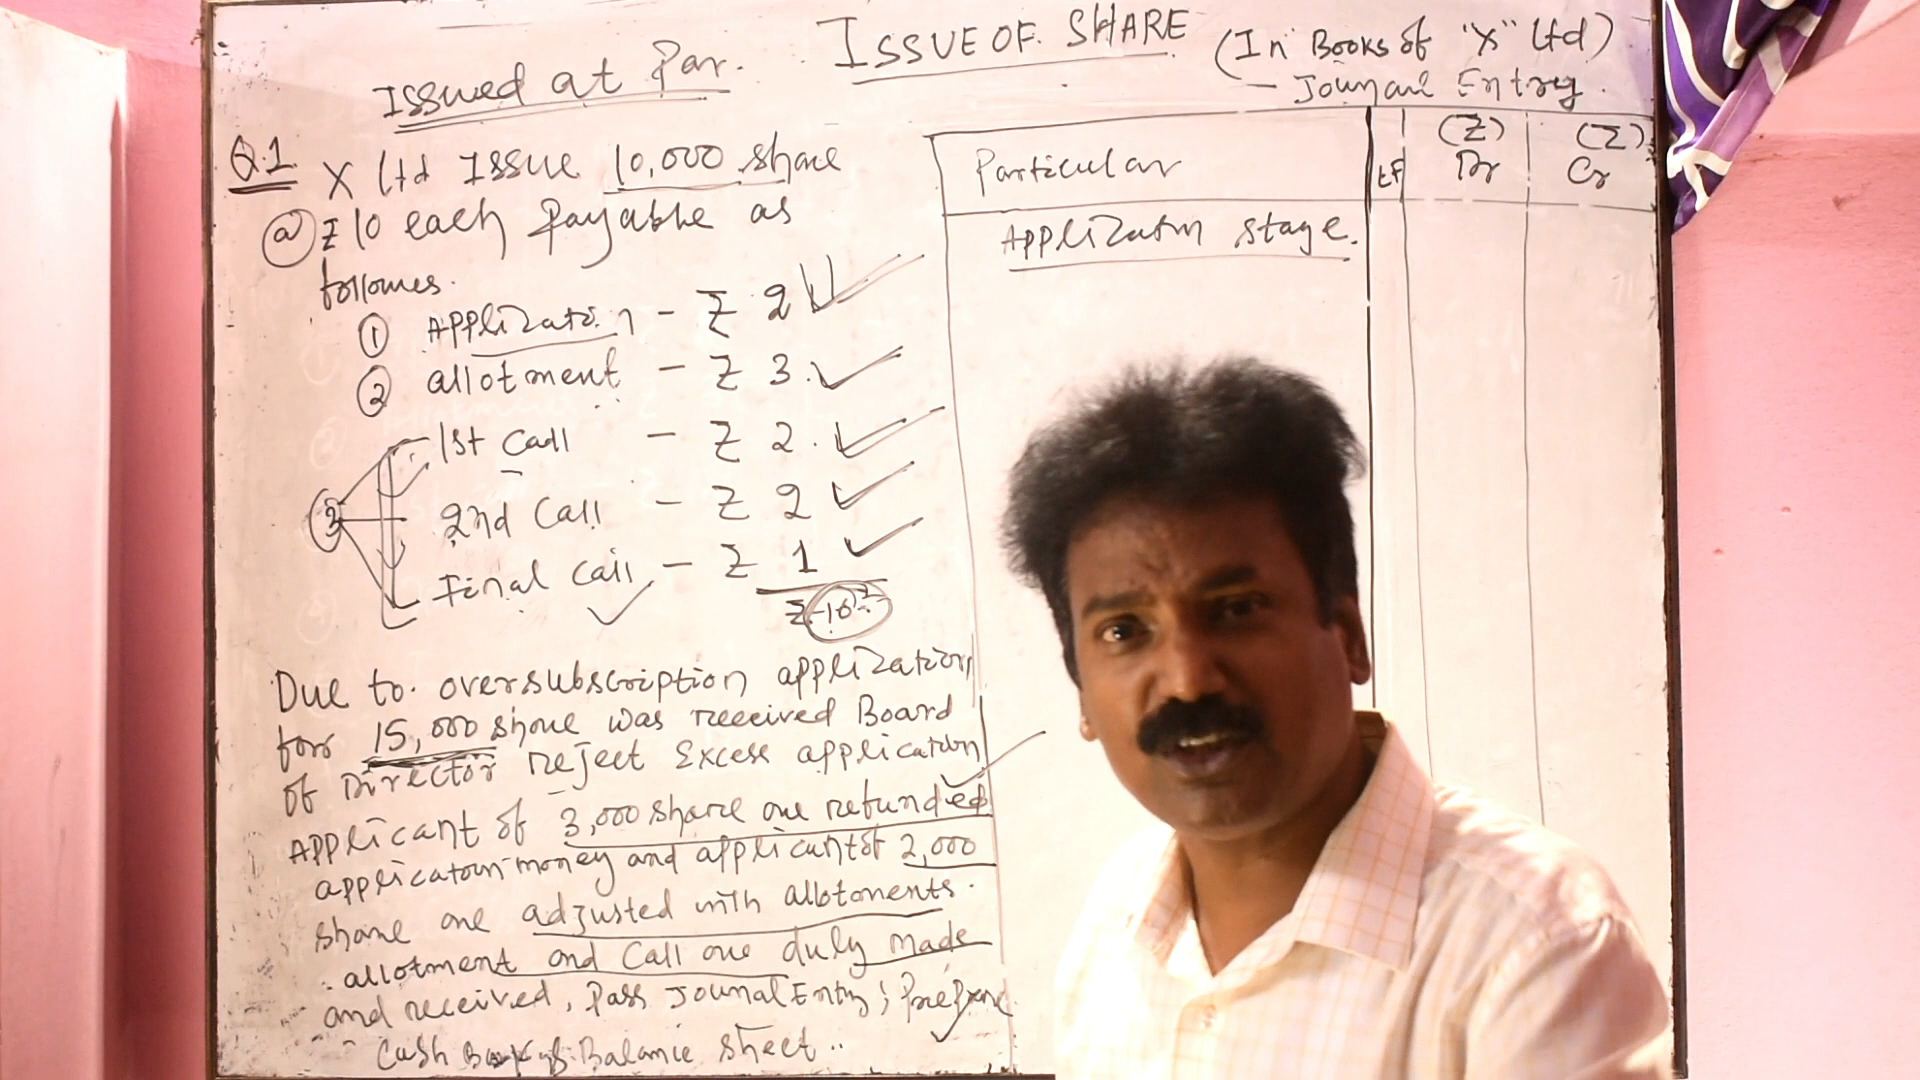 ISSUE OF SHARE
Issued at Par.
(In Books of "X" Ltd)
- Journal Entry.
Q.1 X Ltd Issue 10,000 share
@ ₹10 each Payable as
follows.
① Application - ₹ 2
② allotment - ₹ 3.
③ 1st Call - ₹ 2.
2nd Call - ₹ 2
Final Call - ₹ 1
₹ 10
Due to oversubscription application
for 15,000 share was received Board
of Director reject Excess application
Applicant of 3,000 share are refunded
application money and applicant of 2,000
share are adjusted with allotments.
allotment and Call are duly made
and received, Pass Journal Entry; Prepare
Cash Book & Balance sheet..
Particular LF (₹) Dr (₹) Cr
Application stage.